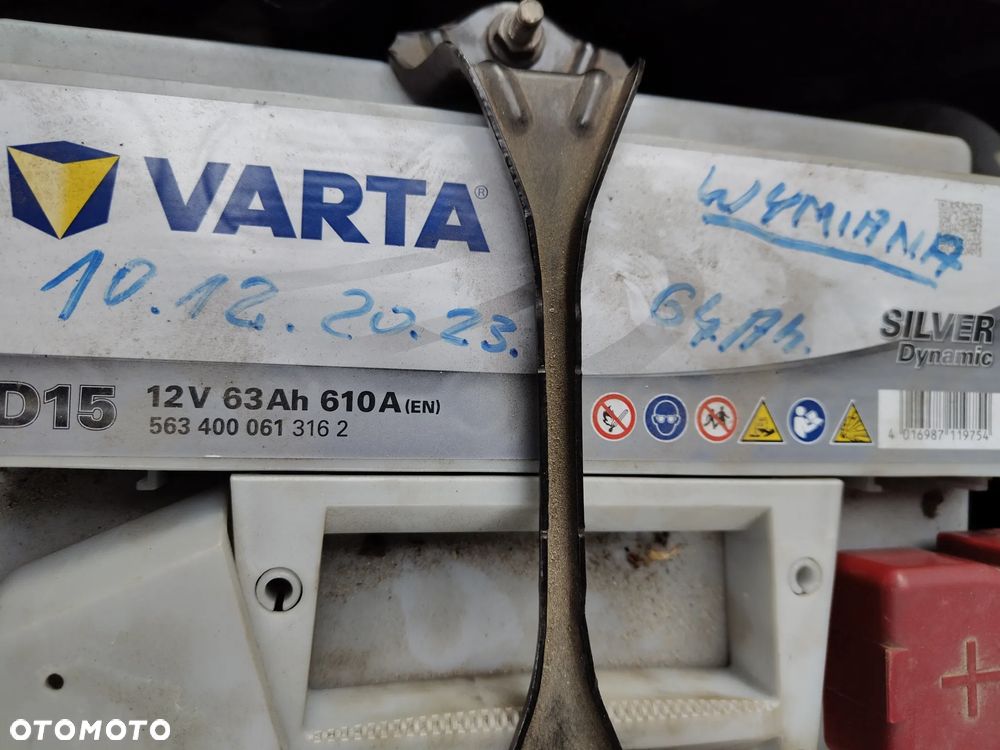 VARTA®
WYMIANA
10.12.2023.
64Ah.
SILVER
Dynamic
D15
12V 63Ah 610A (EN)
563 400 061 316 2
4 016987 119754
OTOMOTO